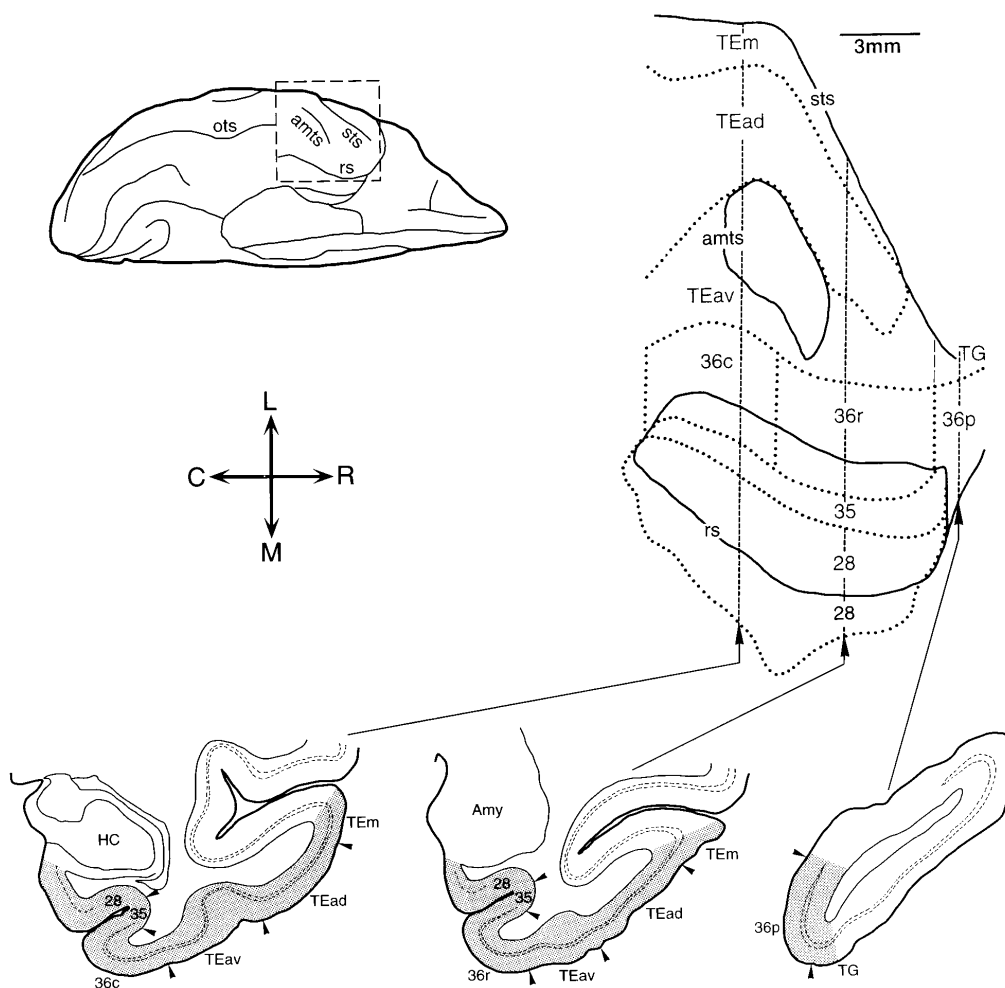 ots
amts
sts
rs
L
C
R
M
3mm
TEm
sts
TEad
amts
TEav
TG
36c
36r
36p
35
rs
28
28
HC
28
35
36c
TEav
TEad
TEm
Amy
28
35
36r
TEav
TEad
TEm
36p
TG